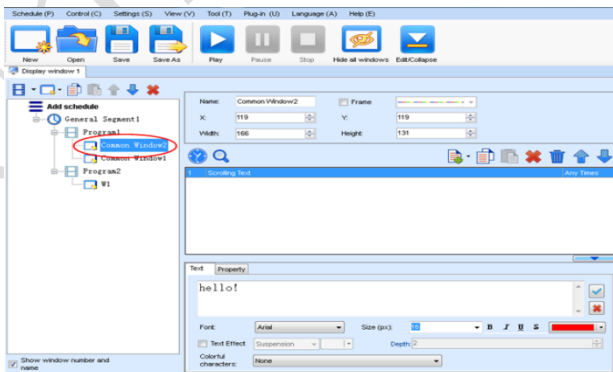 Schedule (P) Control (C) Settings (S) View (V) Tool (T) Plug-in (U) Language (A) Help (E)
New Open Save Save As Play Pause Stop Hide all windows Edit/Collapse
Display window 1
Add schedule
General Segment1
Program1
Common Window2
Common Window1
Program2
W1
Show window number and name
Name: Common Window2 Frame
X: 119 Y: 119
Width: 166 Height: 131
1 Scrolling Text Any Times
Text Property
hello!
Font: Arial Size (px): 16 B I U S
Text Effect Suspension Depth: 2
Colorful characters: None